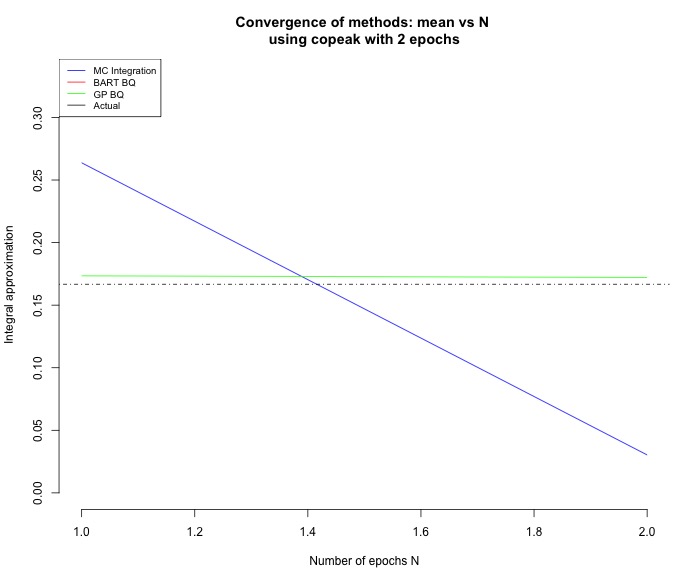 Convergence of methods: mean vs N
using copeak with 2 epochs
MC Integration
BART BQ
GP BQ
Actual
Integral approximation
0.30
0.25
0.20
0.15
0.10
0.05
0.00
1.0 1.2 1.4 1.6 1.8 2.0
Number of epochs N